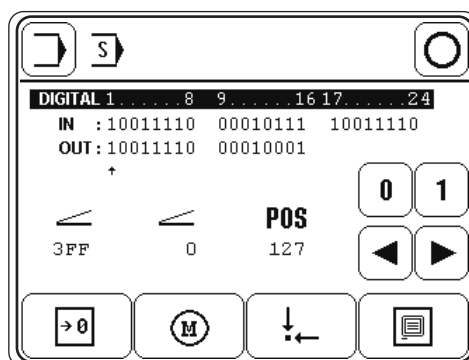 S
DIGITAL 1......8 9......16 17......24
IN :10011110 00010111 10011110
OUT:10011110 00010001
0 1
POS
3FF 0 127
→0 M